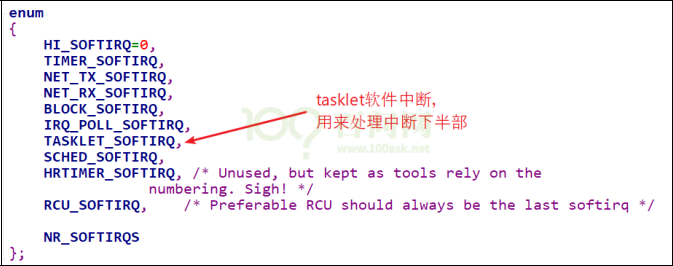 enum
{
HI_SOFTIRQ=0,
TIMER_SOFTIRQ,
NET_TX_SOFTIRQ,
NET_RX_SOFTIRQ,
BLOCK_SOFTIRQ,
IRQ_POLL_SOFTIRQ,
TASKLET_SOFTIRQ,
SCHED_SOFTIRQ,
HRTIMER_SOFTIRQ, /* Unused, but kept as tools rely on the
numbering. Sigh! */
RCU_SOFTIRQ, /* Preferable RCU should always be the last softirq */
NR_SOFTIRQS
};
tasklet软件中断,
用来处理中断下半部
www.100ask.net